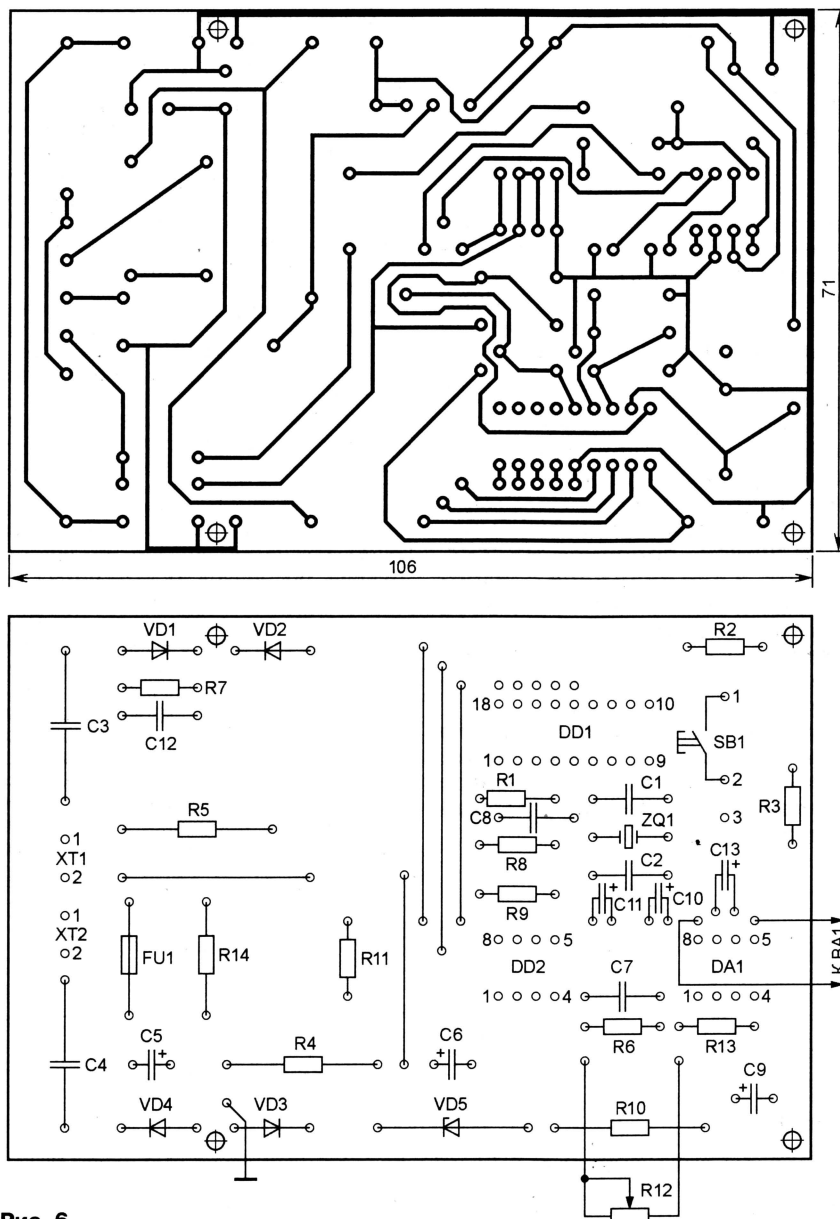 71
106
VD1 VD2
R2
R7
C12
C3
18 10
1
DD1
SB1
1 9
2
R1
C1
R5
C8
ZQ1
3
R3
1
XT1
2
R8
C2
C13
+
+ +
C11 C10
1
XT2
2
R9
FU1
R14
R11
8 5
8 5
К ВА1
DD2
C7
DA1
1 4
1 4
C5
+
R4
C6
+
R6
R13
C4
C9
+
VD4
VD3
VD5
R10
R12
Рис. 6